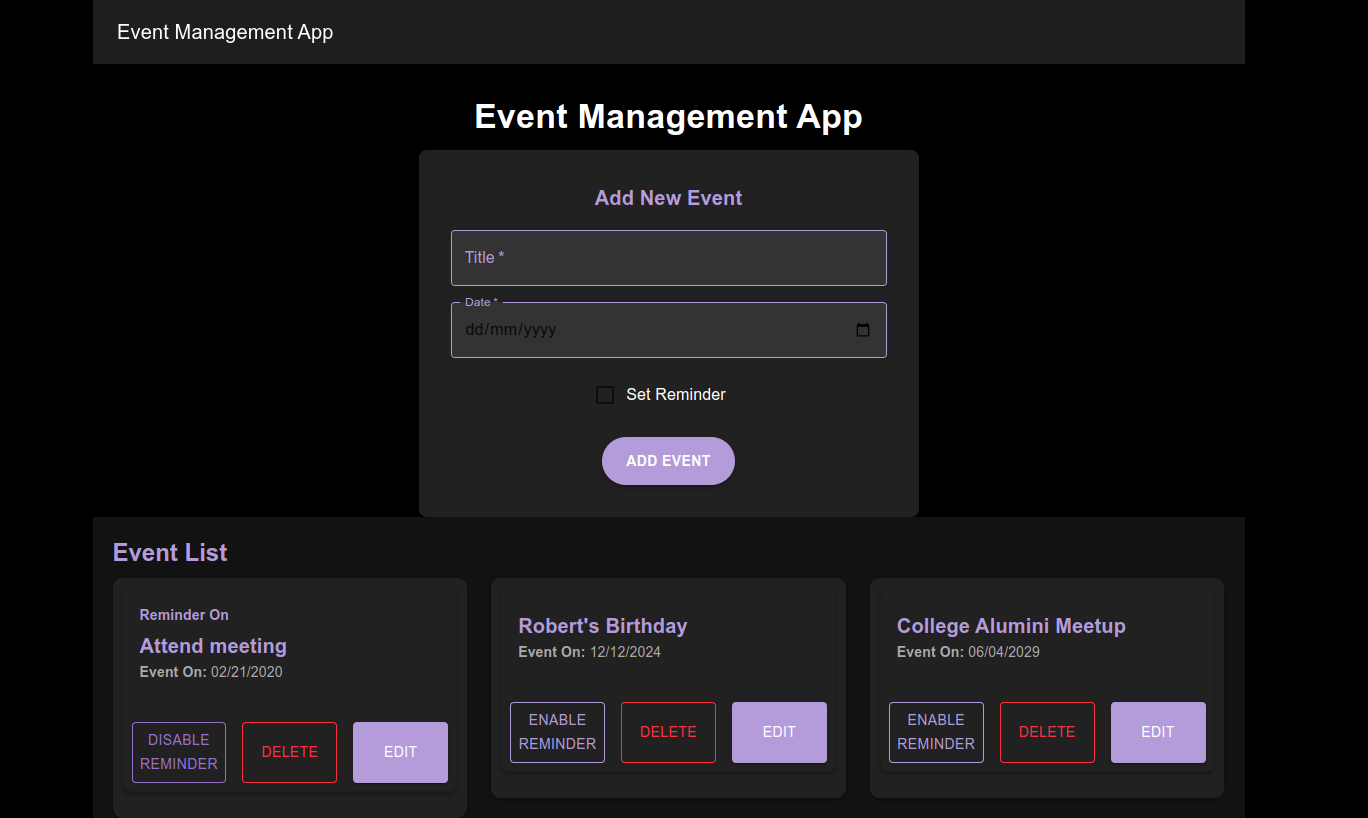 Event Management App
Event Management App
Add New Event
Title *
Date *
dd/mm/yyyy
Set Reminder
ADD EVENT
Event List
Reminder On
Attend meeting
Event On: 02/21/2020
DISABLE
REMINDER
DELETE
EDIT
Robert's Birthday
Event On: 12/12/2024
ENABLE
REMINDER
DELETE
EDIT
College Alumini Meetup
Event On: 06/04/2029
ENABLE
REMINDER
DELETE
EDIT